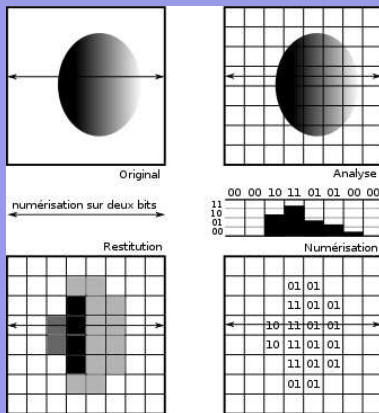 Original
Analyse
numérisation sur deux bits
00 00 10 11 01 01 00 00
11
10
01
00
Restitution
Numérisation
01 01
11 01 01
10 11 01 01
10 11 01 01
11 01 01
01 01